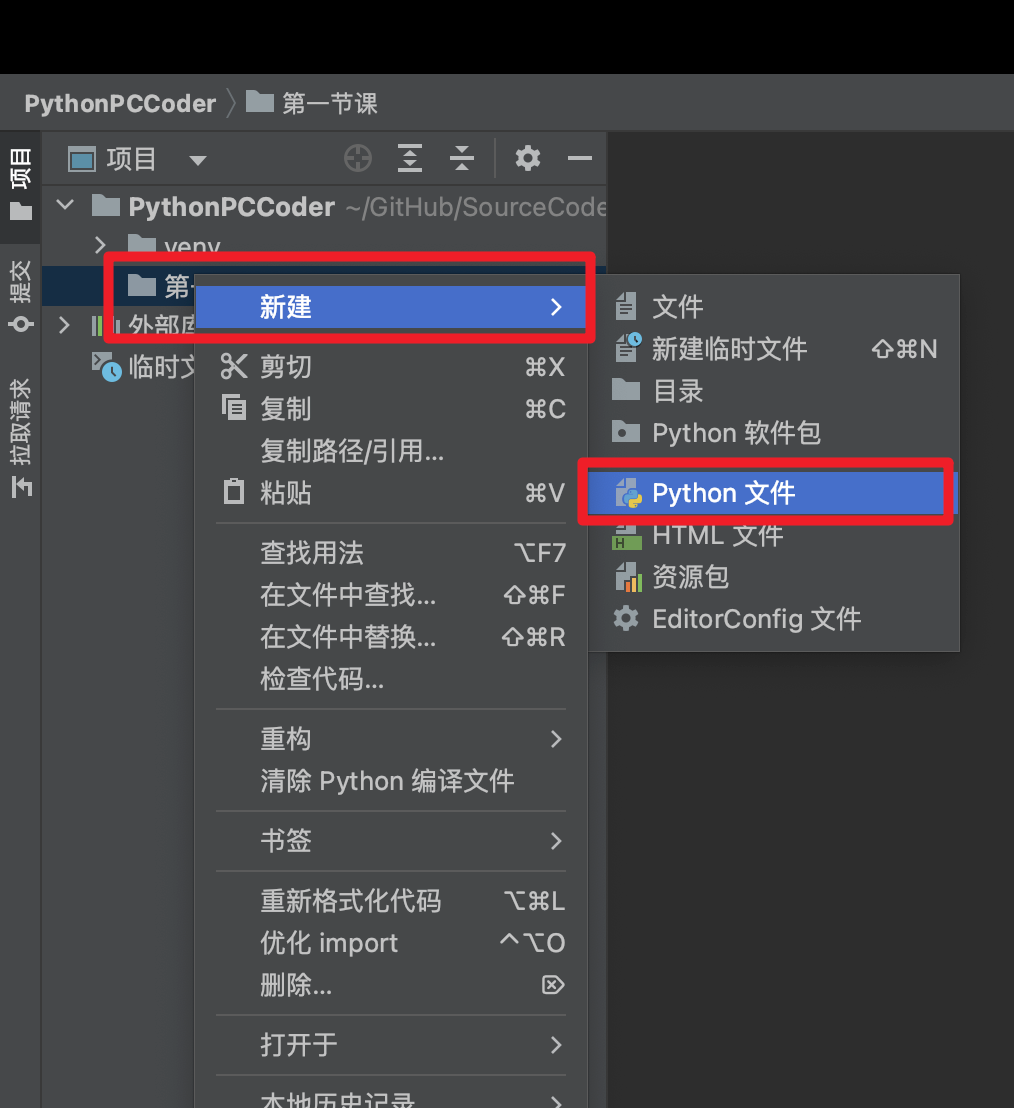 PythonPCCoder 〉 第一节课
项目
提交
拉取请求
项目
PythonPCCoder ~/GitHub/SourceCode
venv
第一
外部库
临时文
新建
剪切 ⌘X
复制 ⌘C
复制路径/引用...
粘贴 ⌘V
查找用法 ⌥F7
在文件中查找... ⇧⌘F
在文件中替换... ⇧⌘R
检查代码...
重构
清除 Python 编译文件
书签
重新格式化代码 ⌥⌘L
优化 import ^⌥O
删除... ⌦
打开于
本地历史记录
文件
新建临时文件 ⇧⌘N
目录
Python 软件包
Python 文件
HTML 文件
资源包
EditorConfig 文件